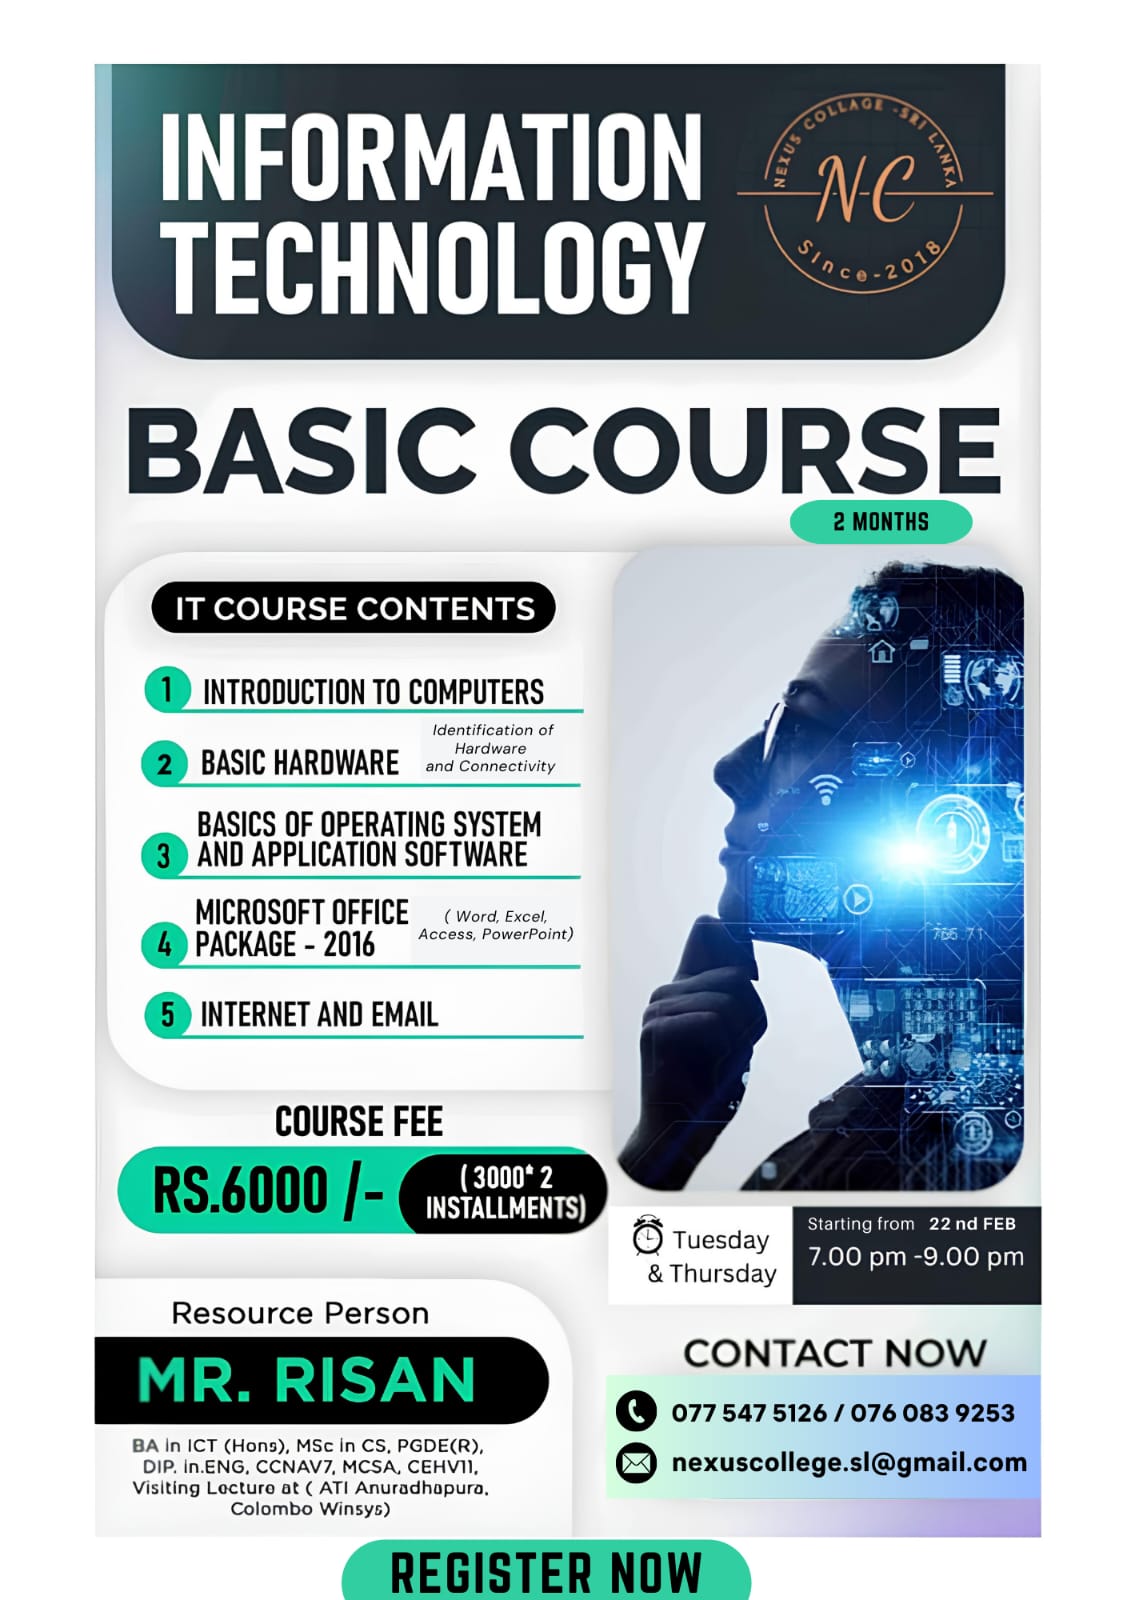 INFORMATION
TECHNOLOGY
NEXUS COLLAGE -SRI LANKA
N-C
Since-2018
BASIC COURSE
2 MONTHS
IT COURSE CONTENTS
1 INTRODUCTION TO COMPUTERS
2 BASIC HARDWARE
Identification of
Hardware
and Connectivity
BASICS OF OPERATING SYSTEM
3 AND APPLICATION SOFTWARE
MICROSOFT OFFICE
4 PACKAGE - 2016
( Word, Excel,
Access, PowerPoint)
5 INTERNET AND EMAIL
COURSE FEE
RS.6000 /-
( 3000* 2
INSTALLMENTS)
Tuesday
& Thursday
Starting from 22 nd FEB
7.00 pm -9.00 pm
Resource Person
MR. RISAN
BA in ICT (Hons), MSc in CS, PGDE(R),
DIP. in.ENG, CCNAV7, MCSA, CEHV11,
Visiting Lecture at ( ATI Anuradhapura,
Colombo Winsys)
CONTACT NOW
077 547 5126 / 076 083 9253
nexuscollege.sl@gmail.com
REGISTER NOW